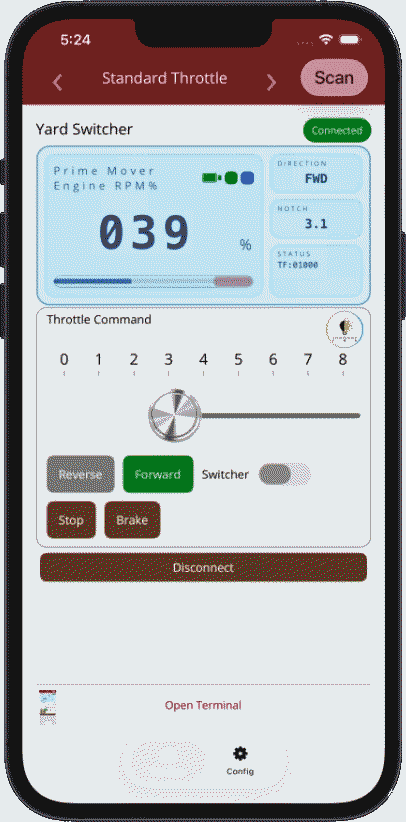 5:24
Standard Throttle
Scan
Yard Switcher
Connected
Prime Mover
Engine RPM%
039
%
DIRECTION
FWD
NOTCH
3.1
STATUS
TF:01000
Throttle Command
0 1 2 3 4 5 6 7 8
Reverse
Forward
Switcher
Stop
Brake
Disconnect
Open Terminal
Config